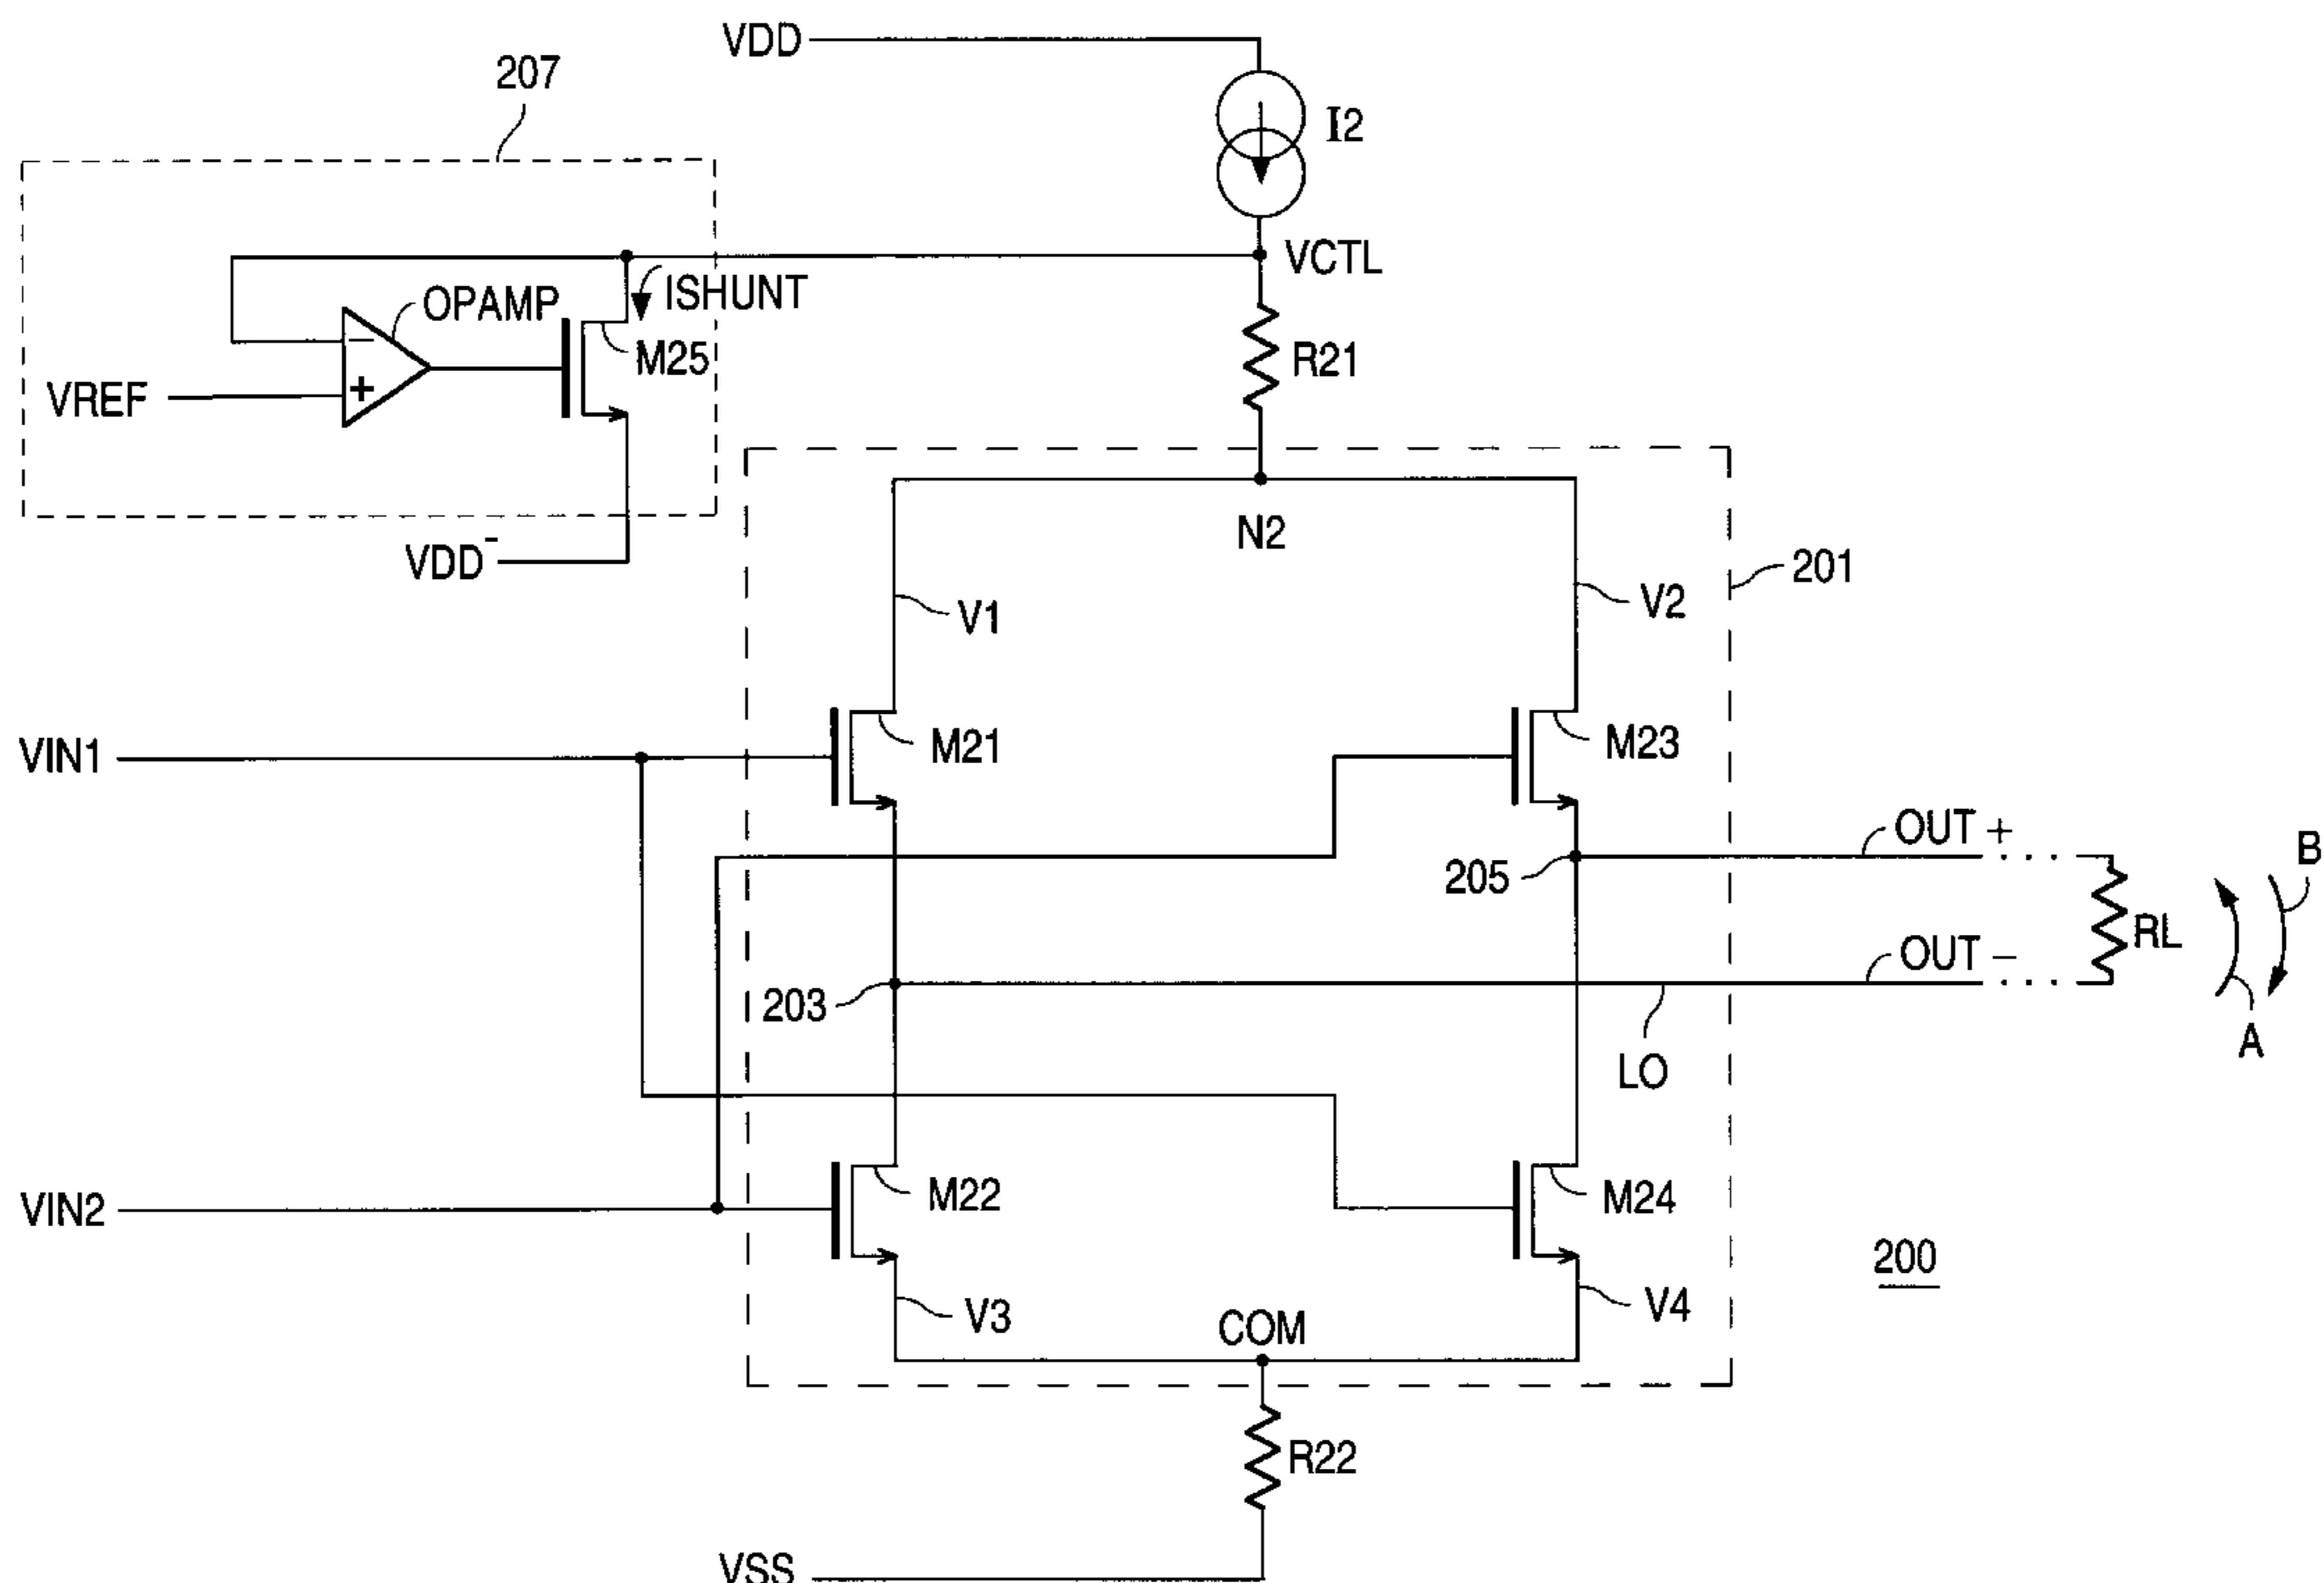 VDD
207
I2
VCTL
ISHUNT
OPAMP
−
+
M25
VREF
R21
VDD-
N2
201
V1
V2
VIN1
M21
M23
OUT +
B
205
RL
OUT −
203
A
LO
VIN2
M22
M24
200
V3
COM
V4
R22
VSS